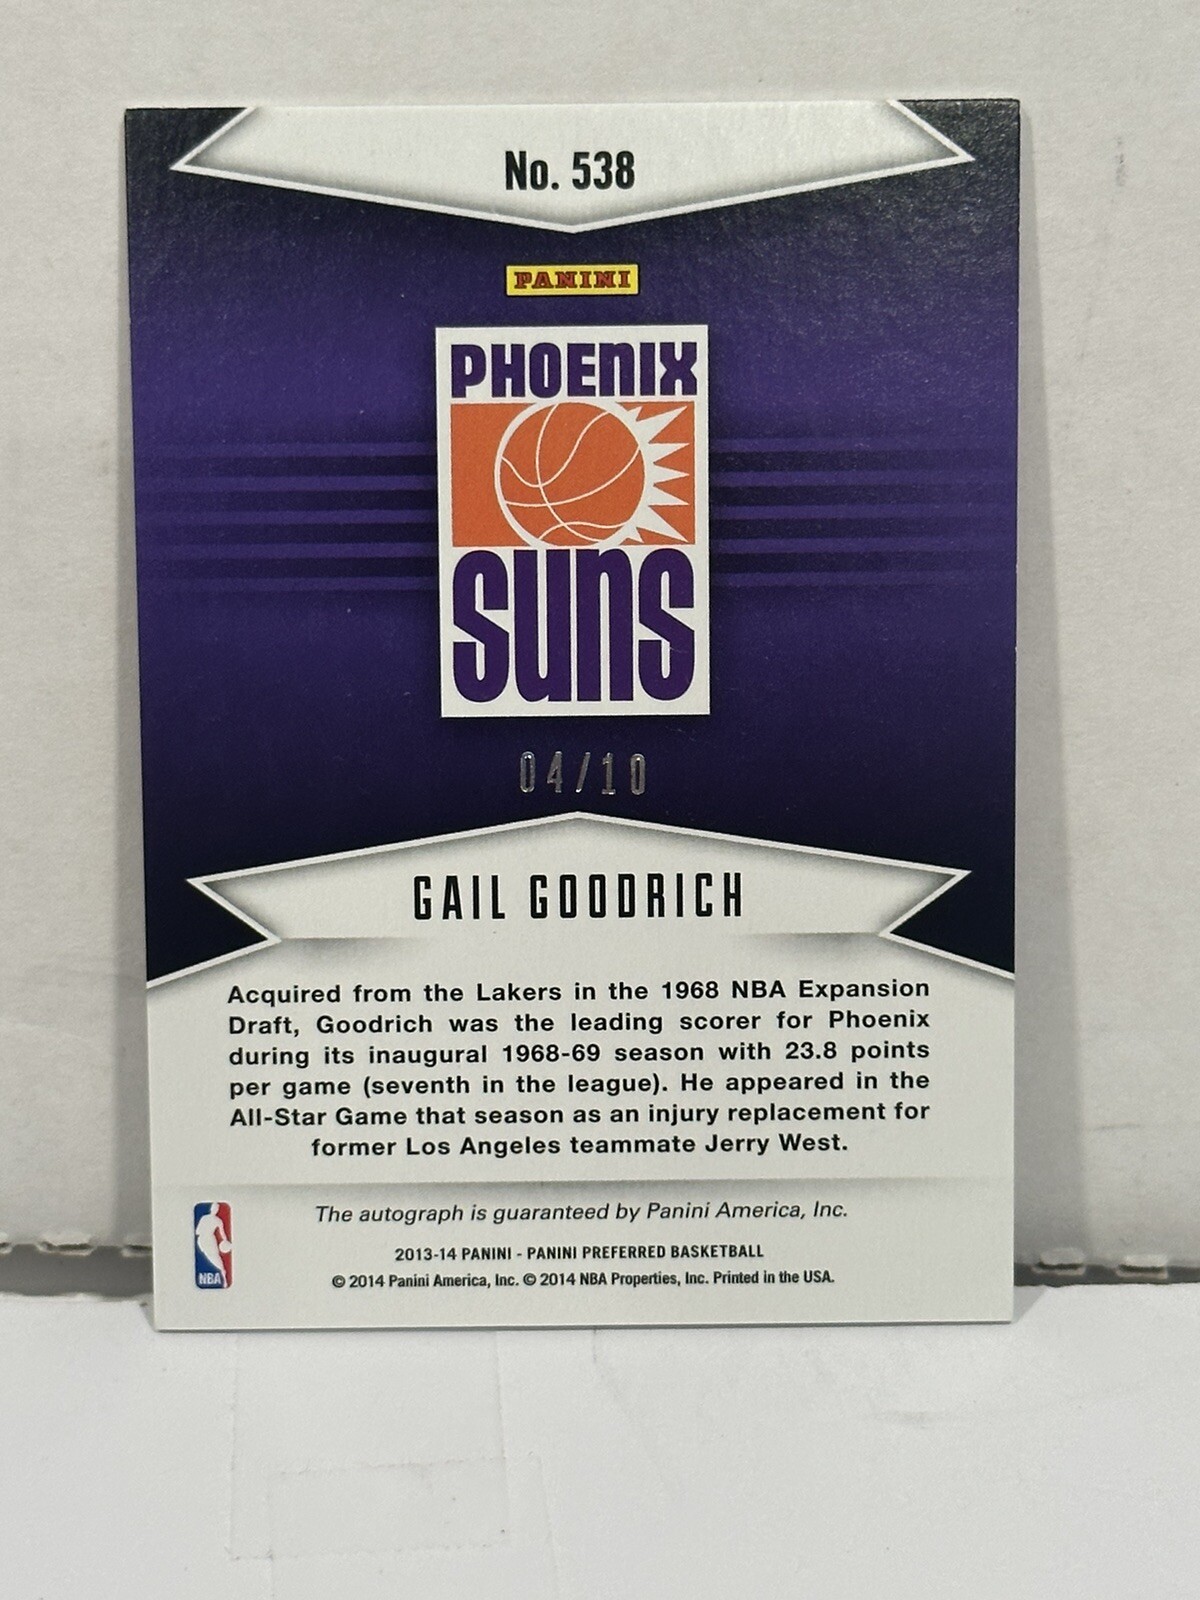 No. 538
PANINI
PHOENIX
SUNS
04/10
GAIL GOODRICH
Acquired from the Lakers in the 1968 NBA Expansion
Draft, Goodrich was the leading scorer for Phoenix
during its inaugural 1968-69 season with 23.8 points
per game (seventh in the league). He appeared in the
All-Star Game that season as an injury replacement for
former Los Angeles teammate Jerry West.
The autograph is guaranteed by Panini America, Inc.
2013-14 PANINI - PANINI PREFERRED BASKETBALL
© 2014 Panini America, Inc. © 2014 NBA Properties, Inc. Printed in the USA.
NBA